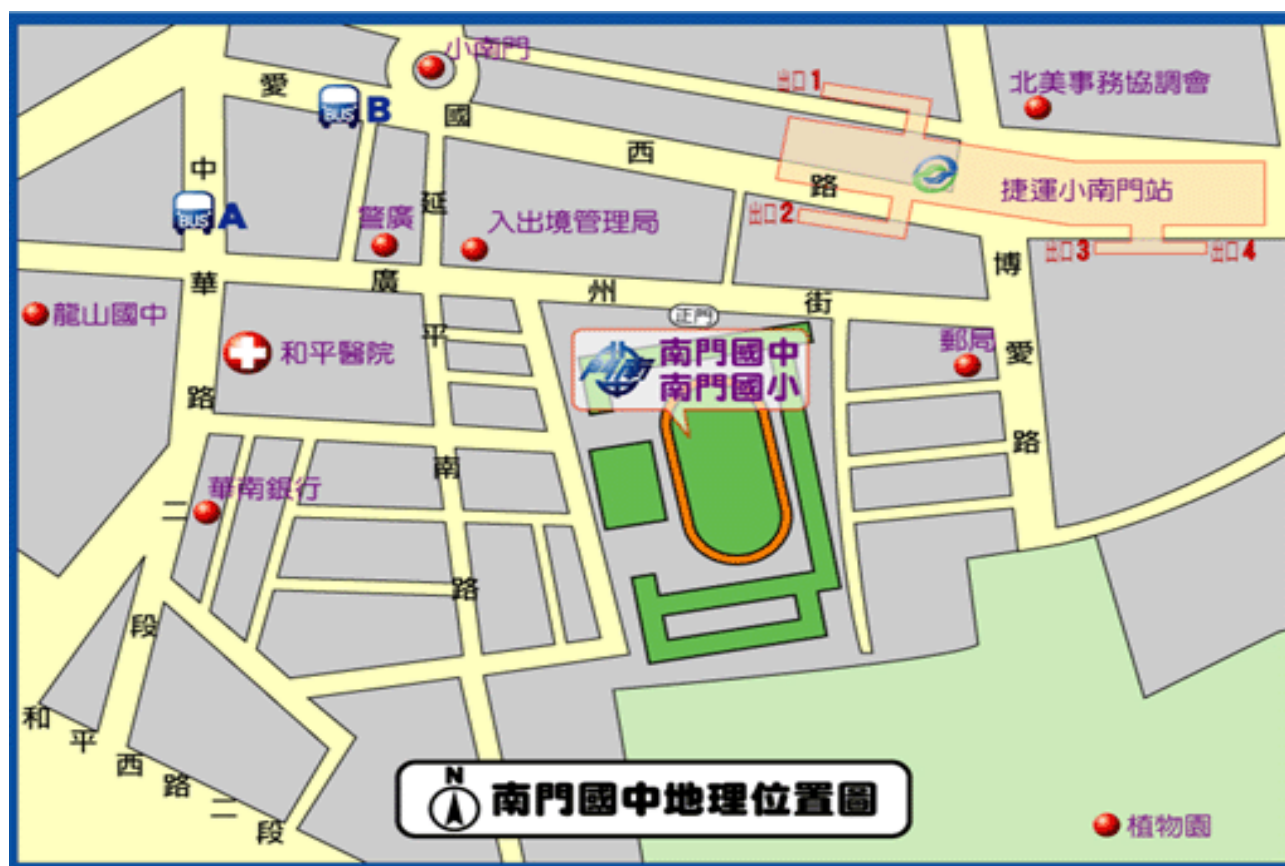 小南門
愛國西路
BUS B
出口1
北美事務協調會
捷運小南門站
出口2
出口3
出口4
中華路二段
BUS A
延平南路
警廣
入出境管理局
廣州街
博愛路
龍山國中
和平醫院
正門
南門國中
南門國小
郵局
華南銀行
和平西路二段
N
南門國中地理位置圖
植物園